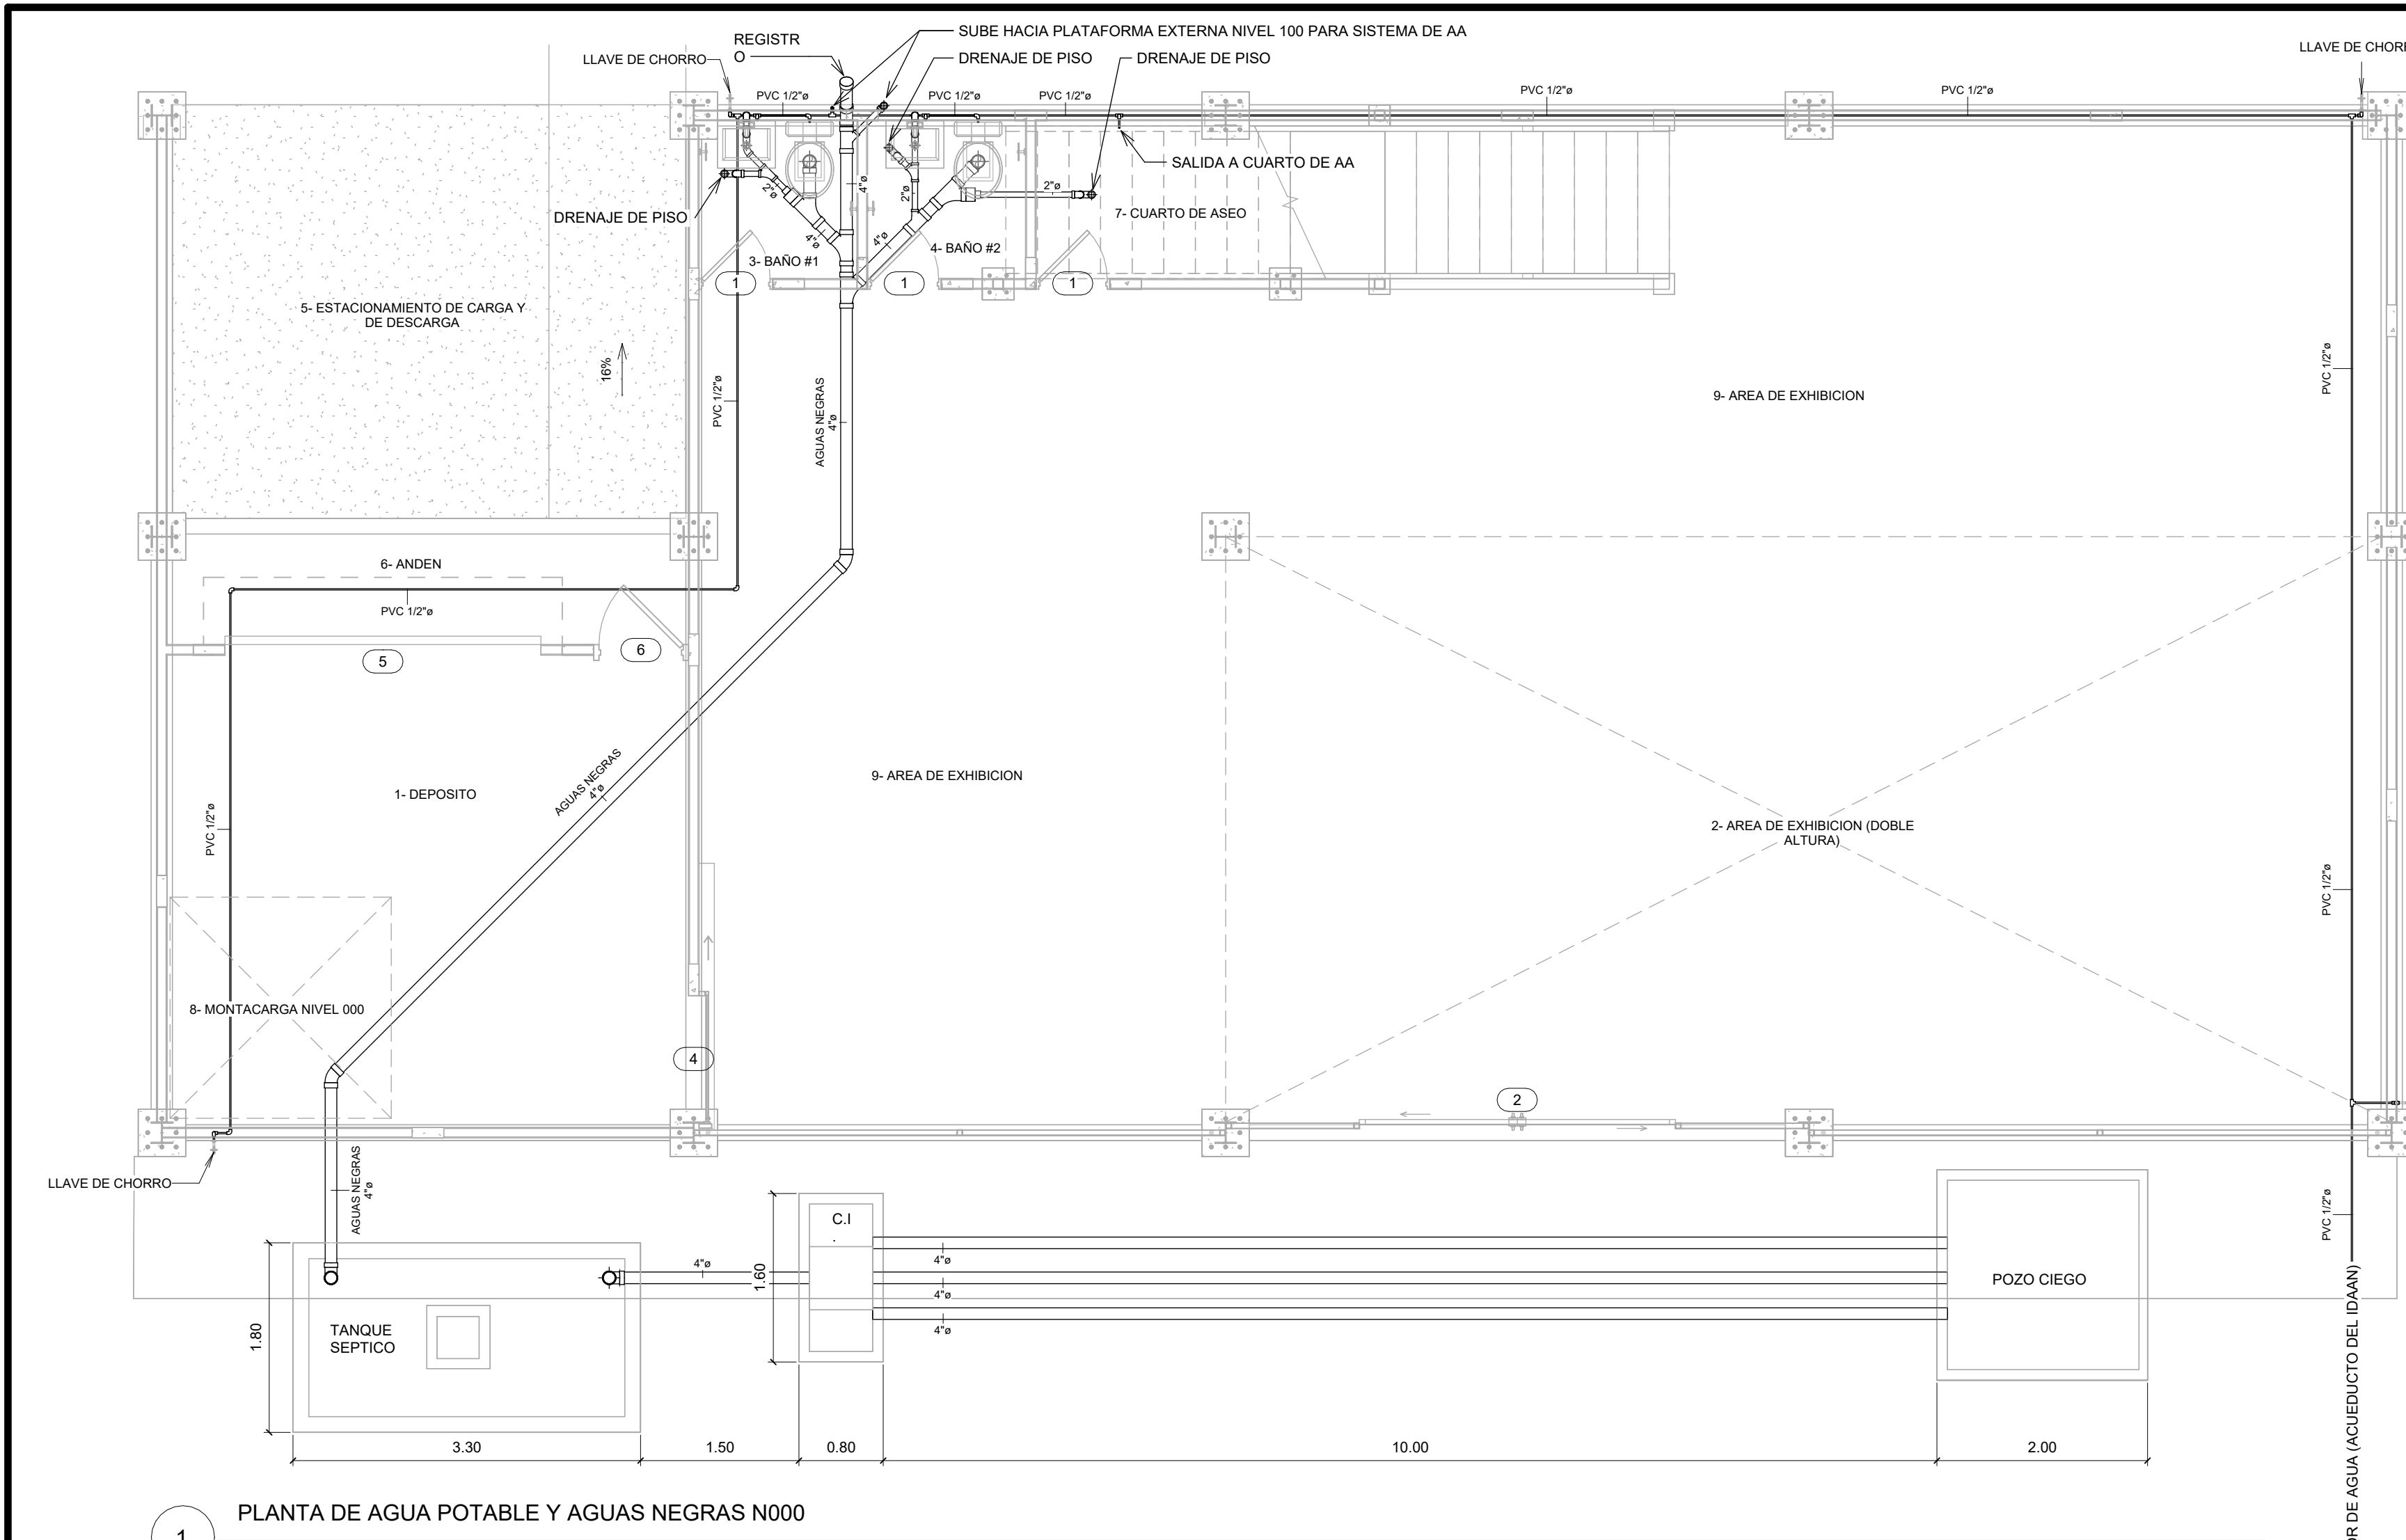 REGISTR
O
SUBE HACIA PLATAFORMA EXTERNA NIVEL 100 PARA SISTEMA DE AA
LLAVE DE CHORRO
DRENAJE DE PISO
DRENAJE DE PISO
PVC 1/2"ø
PVC 1/2"ø
PVC 1/2"ø
PVC 1/2"ø
PVC 1/2"ø
SALIDA A CUARTO DE AA
DRENAJE DE PISO
2"ø
4"ø
2"ø
2"ø
4"ø
4"ø
7- CUARTO DE ASEO
3- BAÑO #1
4- BAÑO #2
1
1
1
5- ESTACIONAMIENTO DE CARGA Y
DE DESCARGA
16%
PVC 1/2"ø
AGUAS NEGRAS
4"ø
9- AREA DE EXHIBICION
PVC 1/2"ø
6- ANDEN
PVC 1/2"ø
5
6
AGUAS NEGRAS
4"ø
1- DEPOSITO
PVC 1/2"ø
9- AREA DE EXHIBICION
2- AREA DE EXHIBICION (DOBLE
ALTURA)
PVC 1/2"ø
8- MONTACARGA NIVEL 000
4
2
LLAVE DE CHORRO
AGUAS NEGRAS
4"ø
C.I
.
PVC 1/2"ø
4"ø
4"ø
4"ø
4"ø
1.60
1.80
TANQUE
SEPTICO
POZO CIEGO
3.30
1.50
0.80
10.00
2.00
DE AGUA (ACUEDUCTO DEL IDAAN)
PLANTA DE AGUA POTABLE Y AGUAS NEGRAS N000
1
LLAVE DE